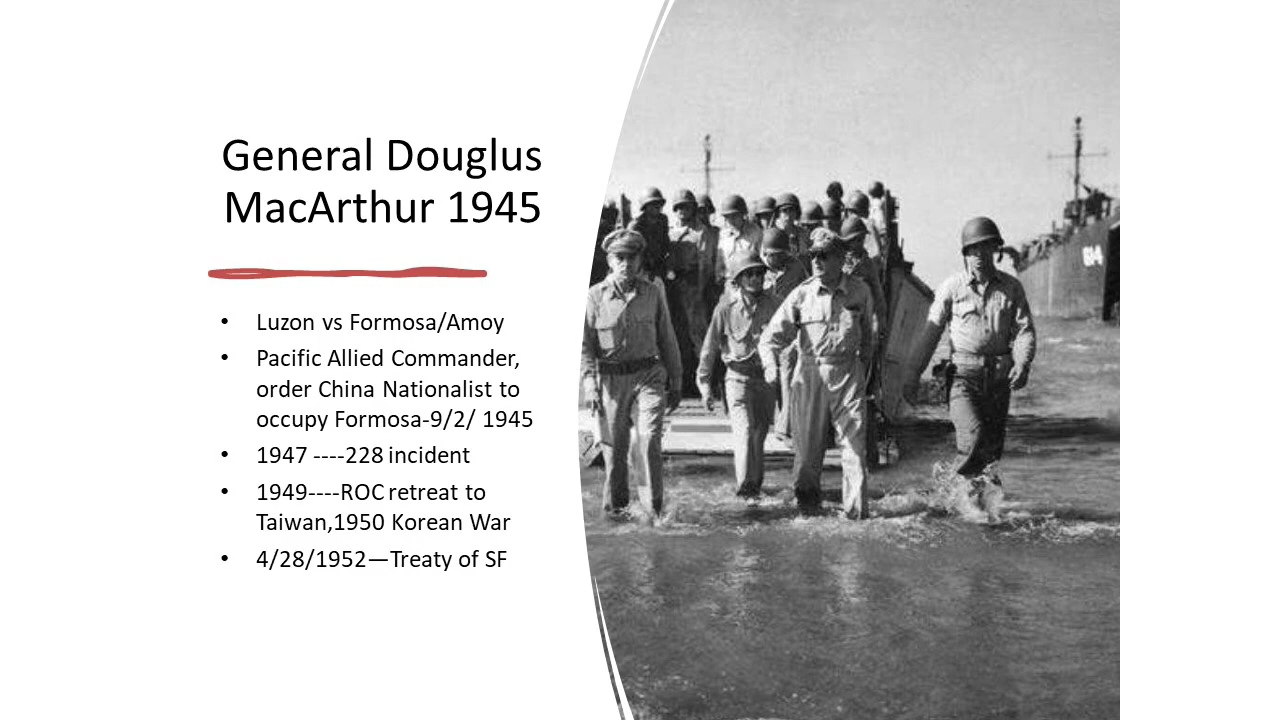 General Douglus
MacArthur 1945
• Luzon vs Formosa/Amoy
• Pacific Allied Commander,
order China Nationalist to
occupy Formosa-9/2/ 1945
• 1947 ----228 incident
• 1949----ROC retreat to
Taiwan,1950 Korean War
• 4/28/1952—Treaty of SF
84